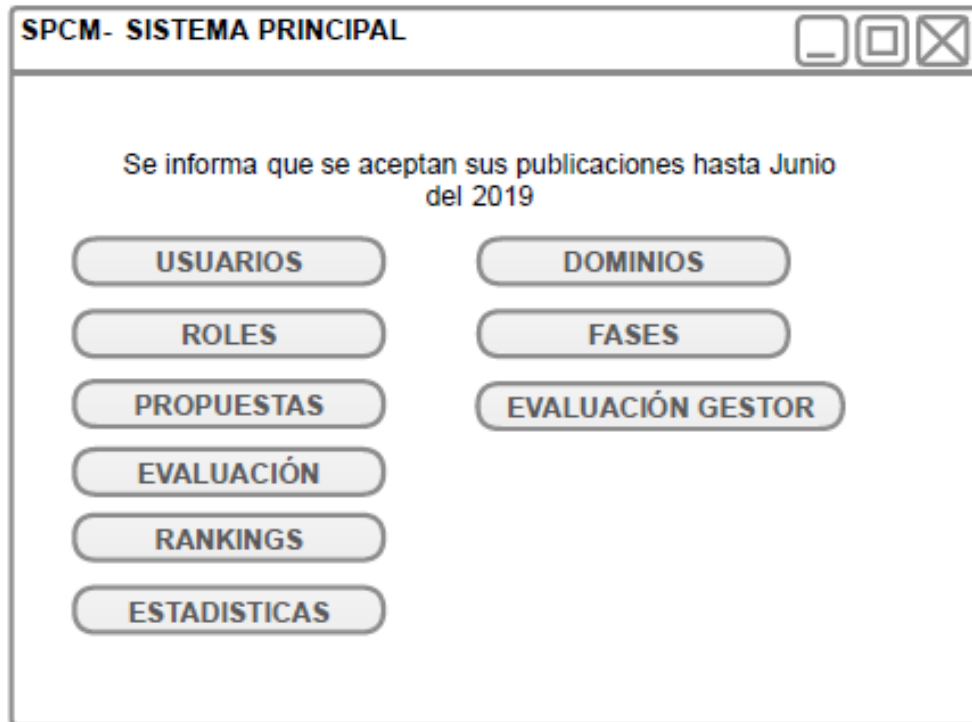 SPCM- SISTEMA PRINCIPAL
Se informa que se aceptan sus publicaciones hasta Junio
del 2019
USUARIOS
DOMINIOS
ROLES
FASES
PROPUESTAS
EVALUACIÓN GESTOR
EVALUACIÓN
RANKINGS
ESTADISTICAS